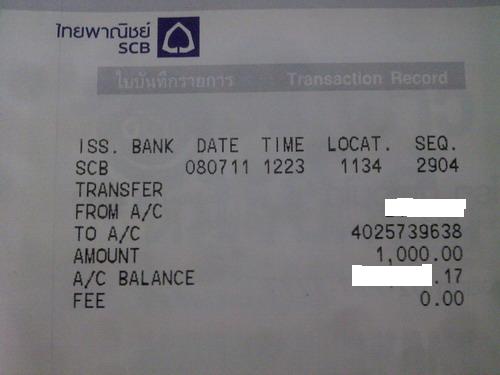 ไทยพาณิชย์
SCB
ใบบันทึกรายการ Transaction Record
ISS. BANK DATE TIME LOCAT. SEQ.
SCB 080711 1223 1134 2904
TRANSFER
FROM A/C
TO A/C 4025739638
AMOUNT 1,000.00
A/C BALANCE .17
FEE 0.00